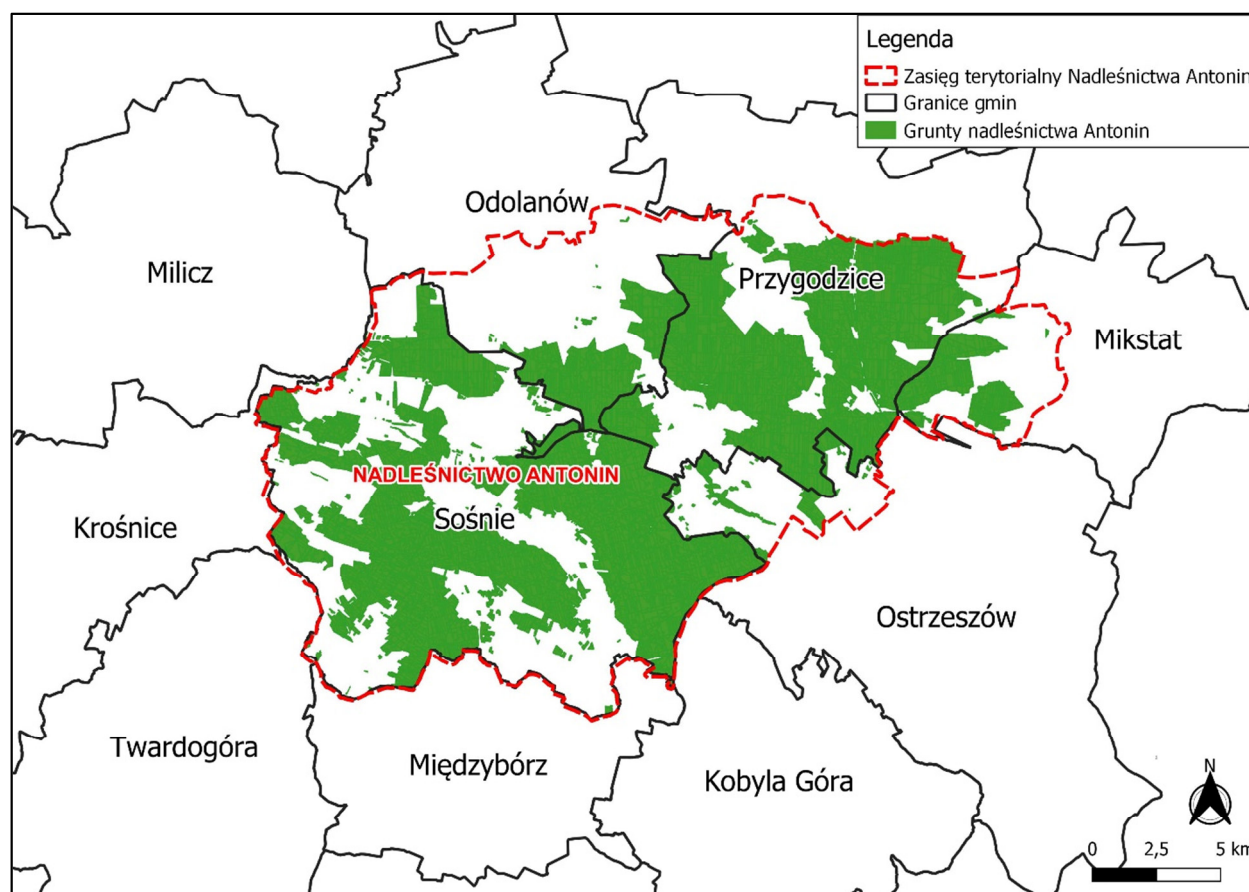 Legenda
Zasięg terytorialny Nadleśnictwa Antonin
Granice gmin
Grunty nadleśnictwa Antonin
Odolanów
Milicz
Przygodzice
Mikstat
NADLEŚNICTWO ANTONIN
Krośnice
Sośnie
Ostrzeszów
Twardogóra
Międzybórz
Kobyla Góra
N
0 2,5 5 km